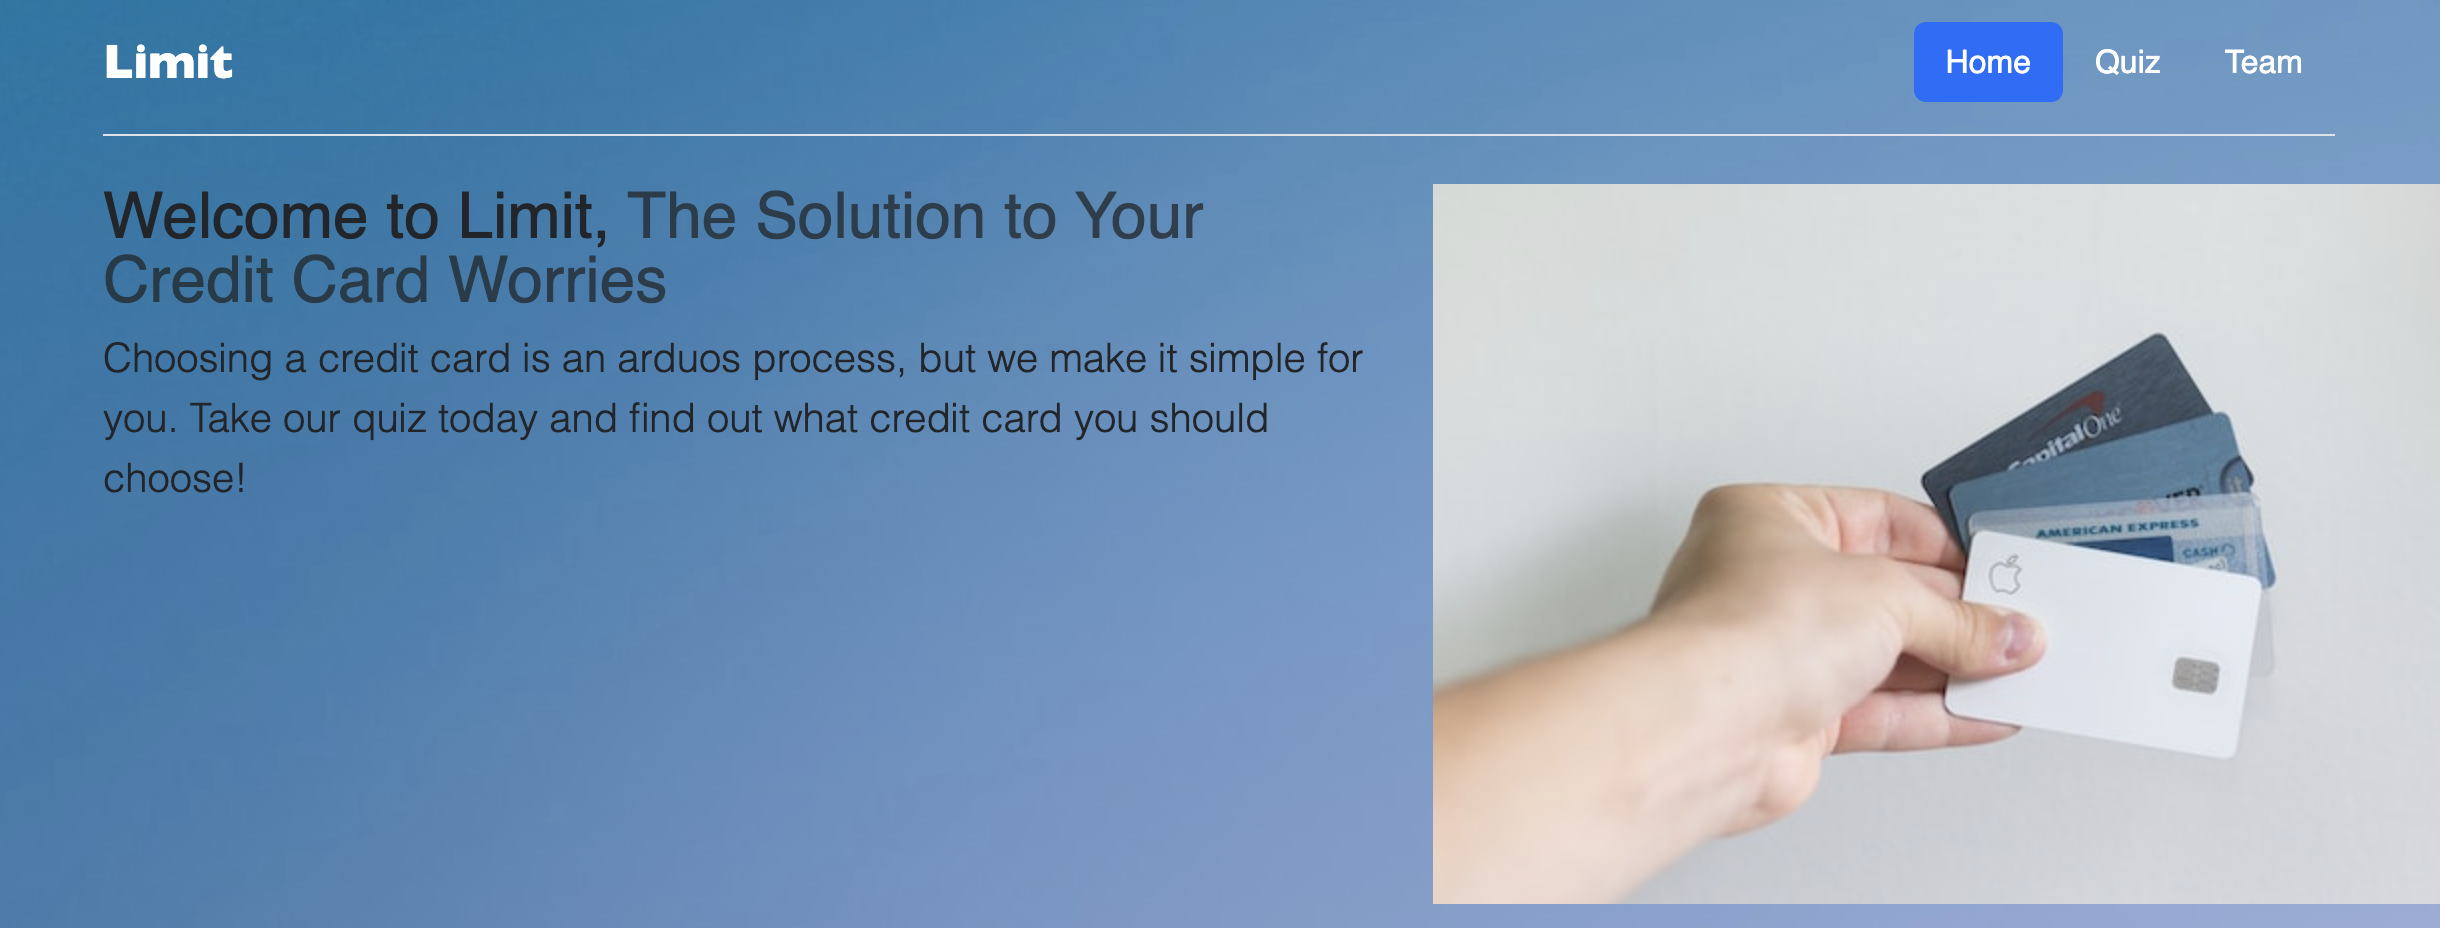 Limit
Home Quiz Team
Welcome to Limit, The Solution to Your
Credit Card Worries
Choosing a credit card is an arduos process, but we make it simple for
you. Take our quiz today and find out what credit card you should
choose!
CapitalOne
AMERICAN EXPRESS
CASH